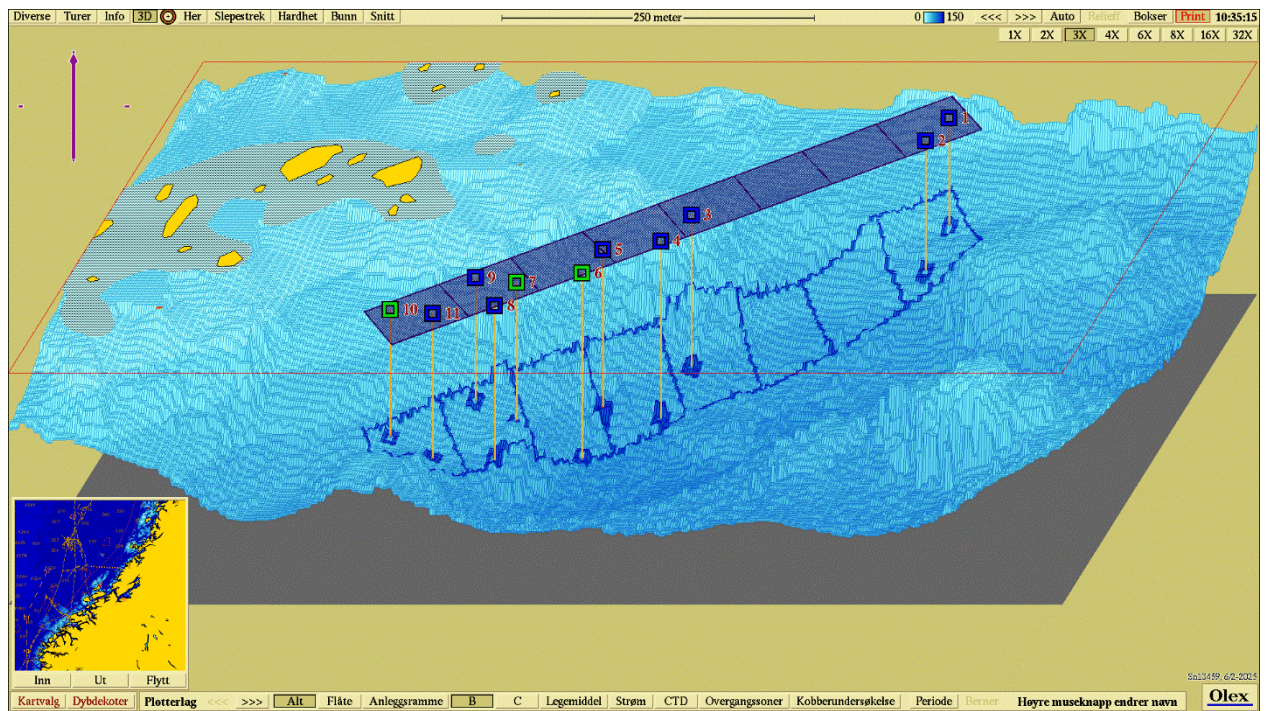 Diverse Turer Info 3D Her Slepestrek Hardhet Bunn Snitt 250 meter 0 150 <<< >>> Auto Relieff Bokser Print 10:35:15
1X 2X 3X 4X 6X 8X 16X 32X
1
2
3
4
5
6
7
9
8
10
11
Inn Ut Flytt
Sn13459, 6/2-2025
Kartvalg Dybdekoter Plotterlag <<< >>> Alt Flåte Anleggsramme B C Legemiddel Strøm CTD Overgangssoner Kobberundersøkelse Periode Berner Høyre museknapp endrer navn Olex